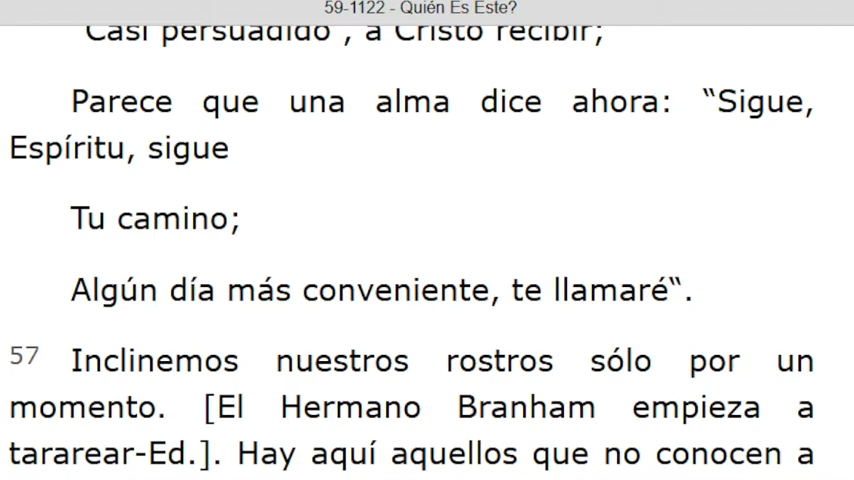 59-1122 - Quién Es Este?
"Casi persuadido", a Cristo recibir;
Parece que una alma dice ahora: “Sigue,
Espíritu, sigue
Tu camino;
Algún día más conveniente, te llamaré“.
57 Inclinemos nuestros rostros sólo por un
momento. [El Hermano Branham empieza a
tararear-Ed.]. Hay aquí aquellos que no conocen a